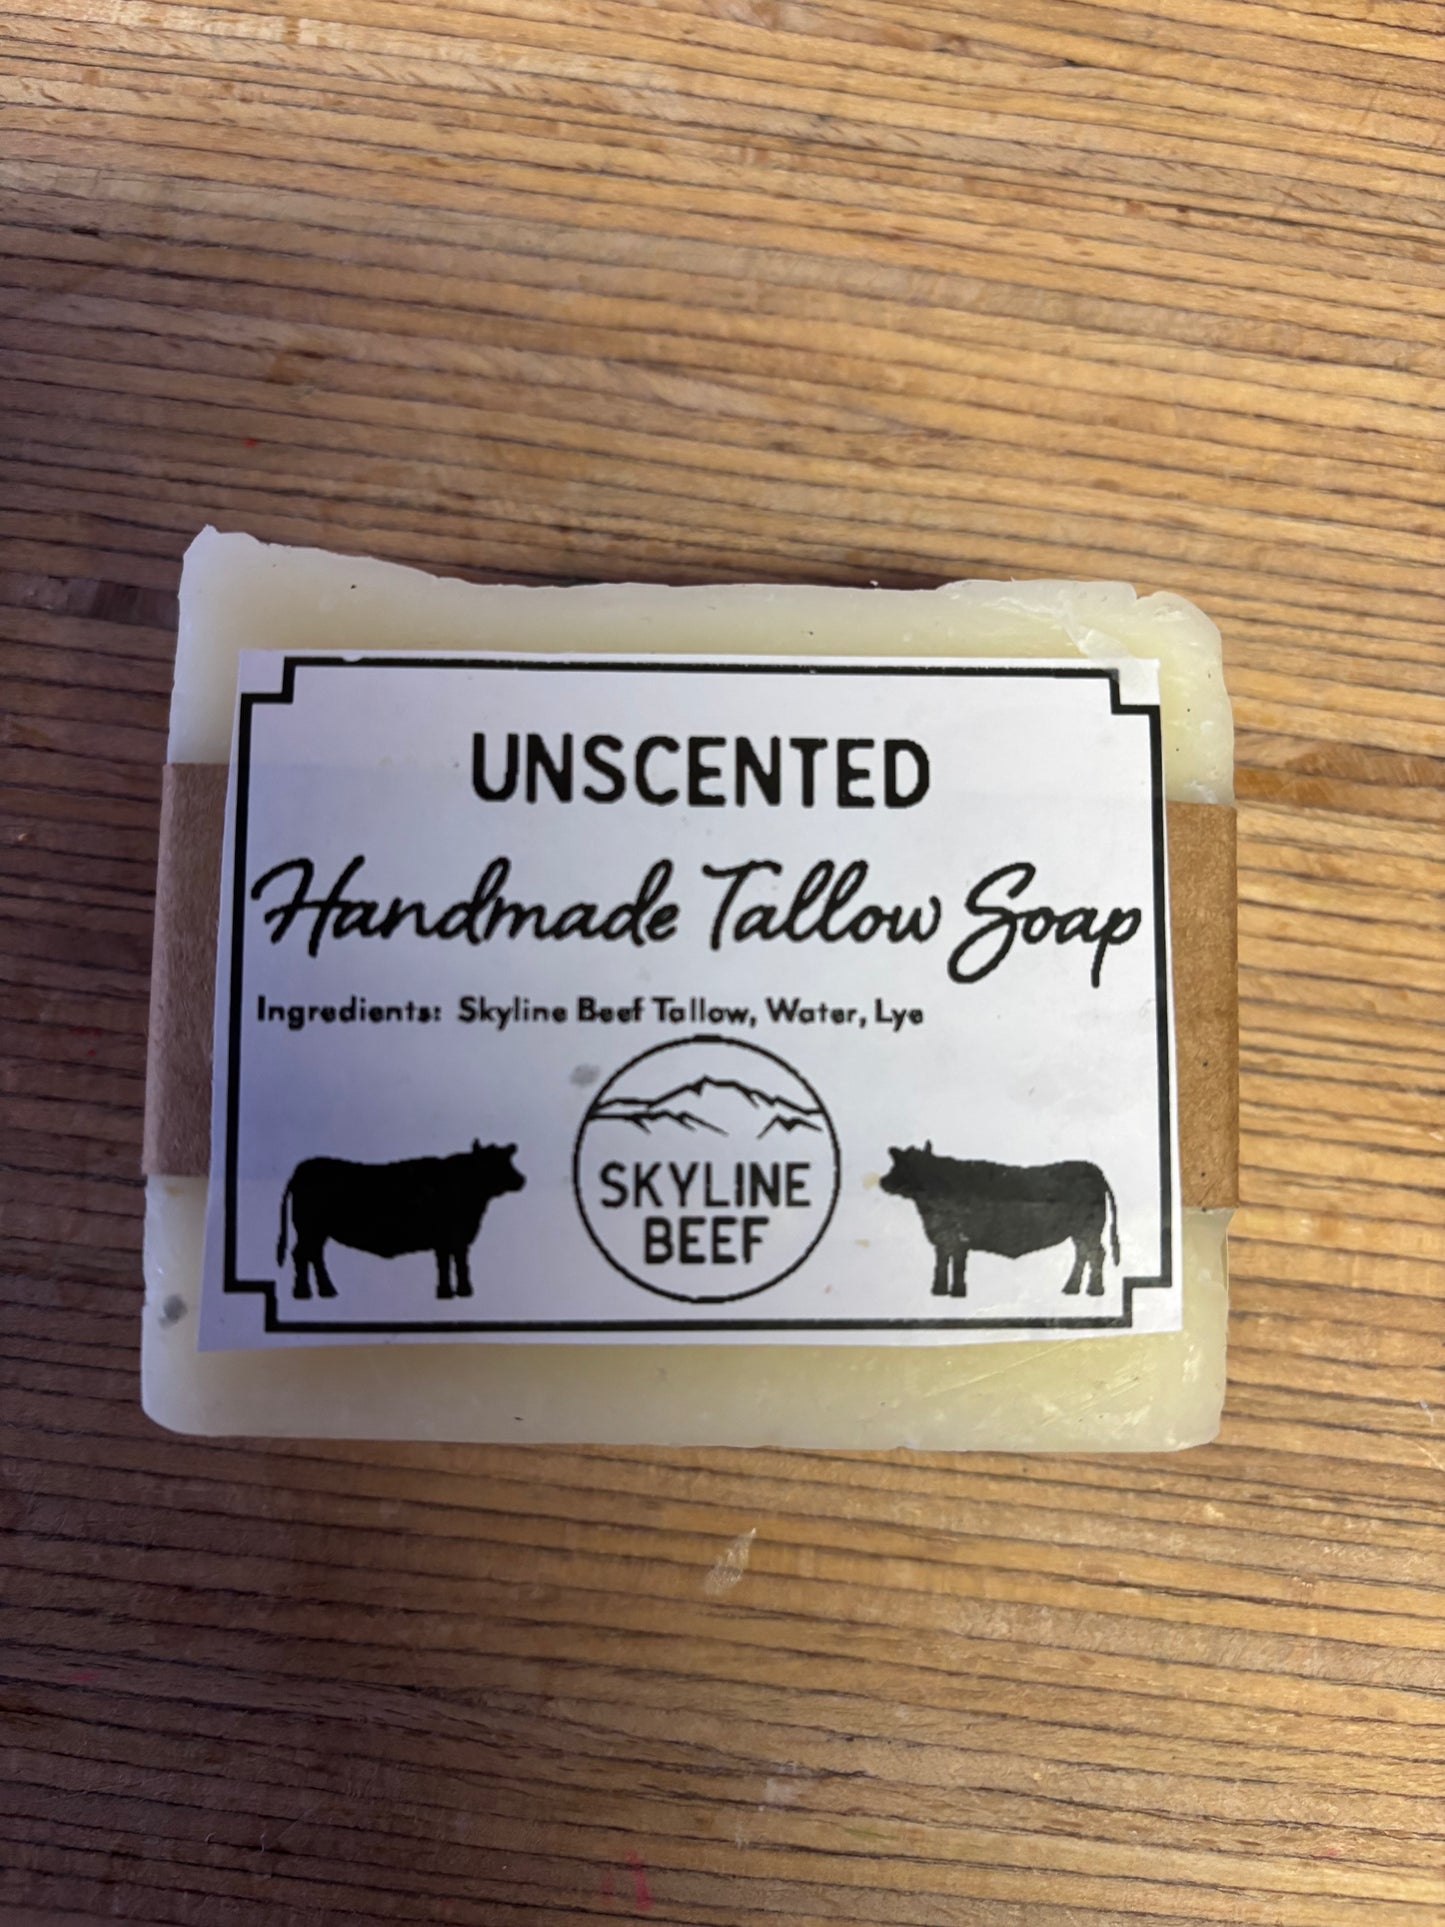 UNSCENTED
Handmade Tallow Soap
Ingredients: Skyline Beef Tallow, Water, Lye
SKYLINE
BEEF